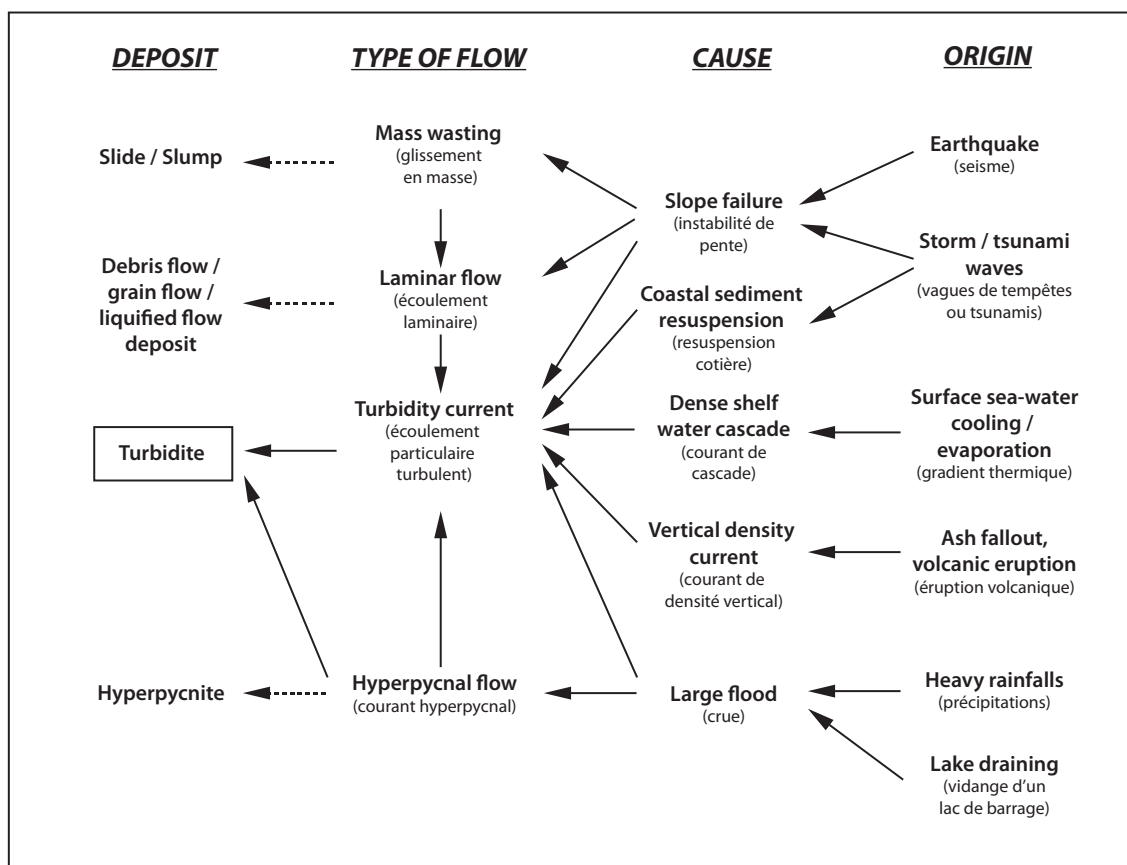 DEPOSIT
TYPE OF FLOW
CAUSE
ORIGIN
Slide / Slump
Debris flow /
grain flow /
liquified flow
deposit
Turbidite
Hyperpycnite
Mass wasting
(glissement
en masse)
Laminar flow
(écoulement
laminaire)
Turbidity current
(écoulement
particulaire
turbulent)
Hyperpycnal flow
(courant hyperpycnal)
Slope failure
(instabilité de
pente)
Coastal sediment
resuspension
(resuspension
cotière)
Dense shelf
water cascade
(courant de
cascade)
Vertical density
current
(courant de
densité vertical)
Large flood
(crue)
Earthquake
(seisme)
Storm / tsunami
waves
(vagues de tempêtes
ou tsunamis)
Surface sea-water
cooling /
evaporation
(gradient thermique)
Ash fallout,
volcanic eruption
(éruption volcanique)
Heavy rainfalls
(précipitations)
Lake draining
(vidange d'un
lac de barrage)